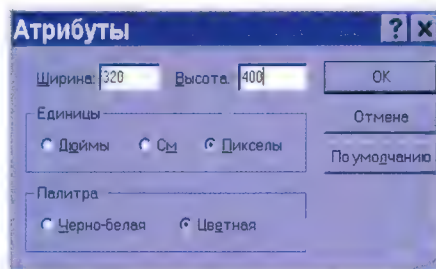 Атрибуты
Ширина: 320 Высота: 400 OK
Единицы Отмена
Дюймы См Пикселы По умолчанию
Палитра
Черно-белая Цветная